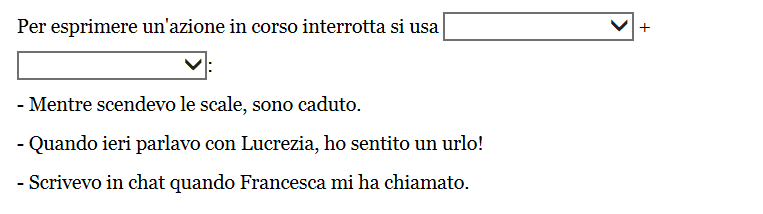 Per esprimere un'azione in corso interrotta si usa +
:
- Mentre scendevo le scale, sono caduto.
- Quando ieri parlavo con Lucrezia, ho sentito un urlo!
- Scrivevo in chat quando Francesca mi ha chiamato.